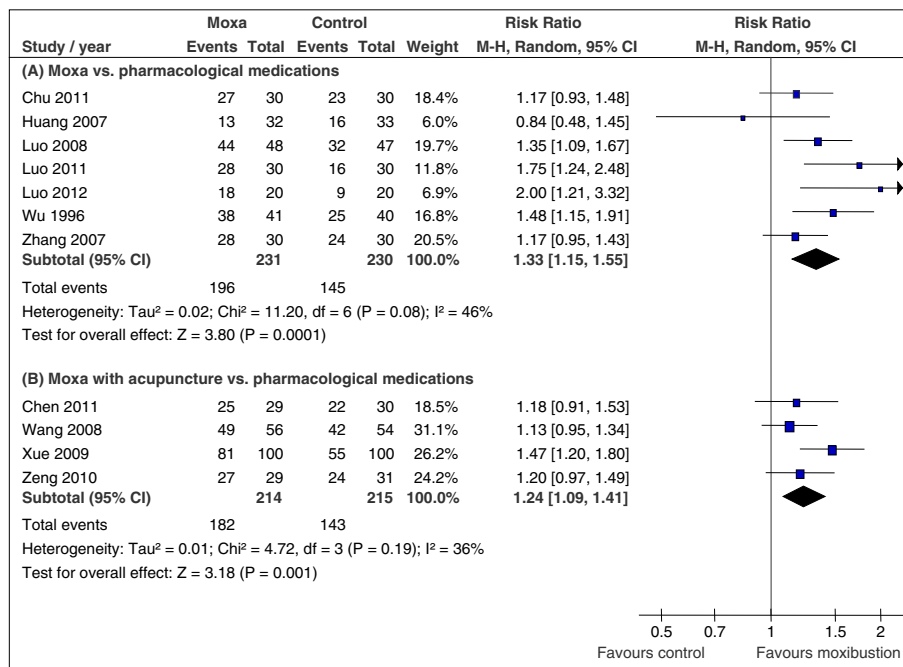 Moxa Control Risk Ratio Risk Ratio
Study / year Events Total Events Total Weight M-H, Random, 95% CI M-H, Random, 95% CI
(A) Moxa vs. pharmacological medications
Chu 2011 27 30 23 30 18.4% 1.17 [0.93, 1.48]
Huang 2007 13 32 16 33 6.0% 0.84 [0.48, 1.45]
Luo 2008 44 48 32 47 19.7% 1.35 [1.09, 1.67]
Luo 2011 28 30 16 30 11.8% 1.75 [1.24, 2.48]
Luo 2012 18 20 9 20 6.9% 2.00 [1.21, 3.32]
Wu 1996 38 41 25 40 16.8% 1.48 [1.15, 1.91]
Zhang 2007 28 30 24 30 20.5% 1.17 [0.95, 1.43]
Subtotal (95% CI) 231 230 100.0% 1.33 [1.15, 1.55]
Total events 196 145
Heterogeneity: Tau² = 0.02; Chi² = 11.20, df = 6 (P = 0.08); I² = 46%
Test for overall effect: Z = 3.80 (P = 0.0001)
(B) Moxa with acupuncture vs. pharmacological medications
Chen 2011 25 29 22 30 18.5% 1.18 [0.91, 1.53]
Wang 2008 49 56 42 54 31.1% 1.13 [0.95, 1.34]
Xue 2009 81 100 55 100 26.2% 1.47 [1.20, 1.80]
Zeng 2010 27 29 24 31 24.2% 1.20 [0.97, 1.49]
Subtotal (95% CI) 214 215 100.0% 1.24 [1.09, 1.41]
Total events 182 143
Heterogeneity: Tau² = 0.01; Chi² = 4.72, df = 3 (P = 0.19); I² = 36%
Test for overall effect: Z = 3.18 (P = 0.001)
0.5 0.7 1 1.5 2
Favours control Favours moxibustion